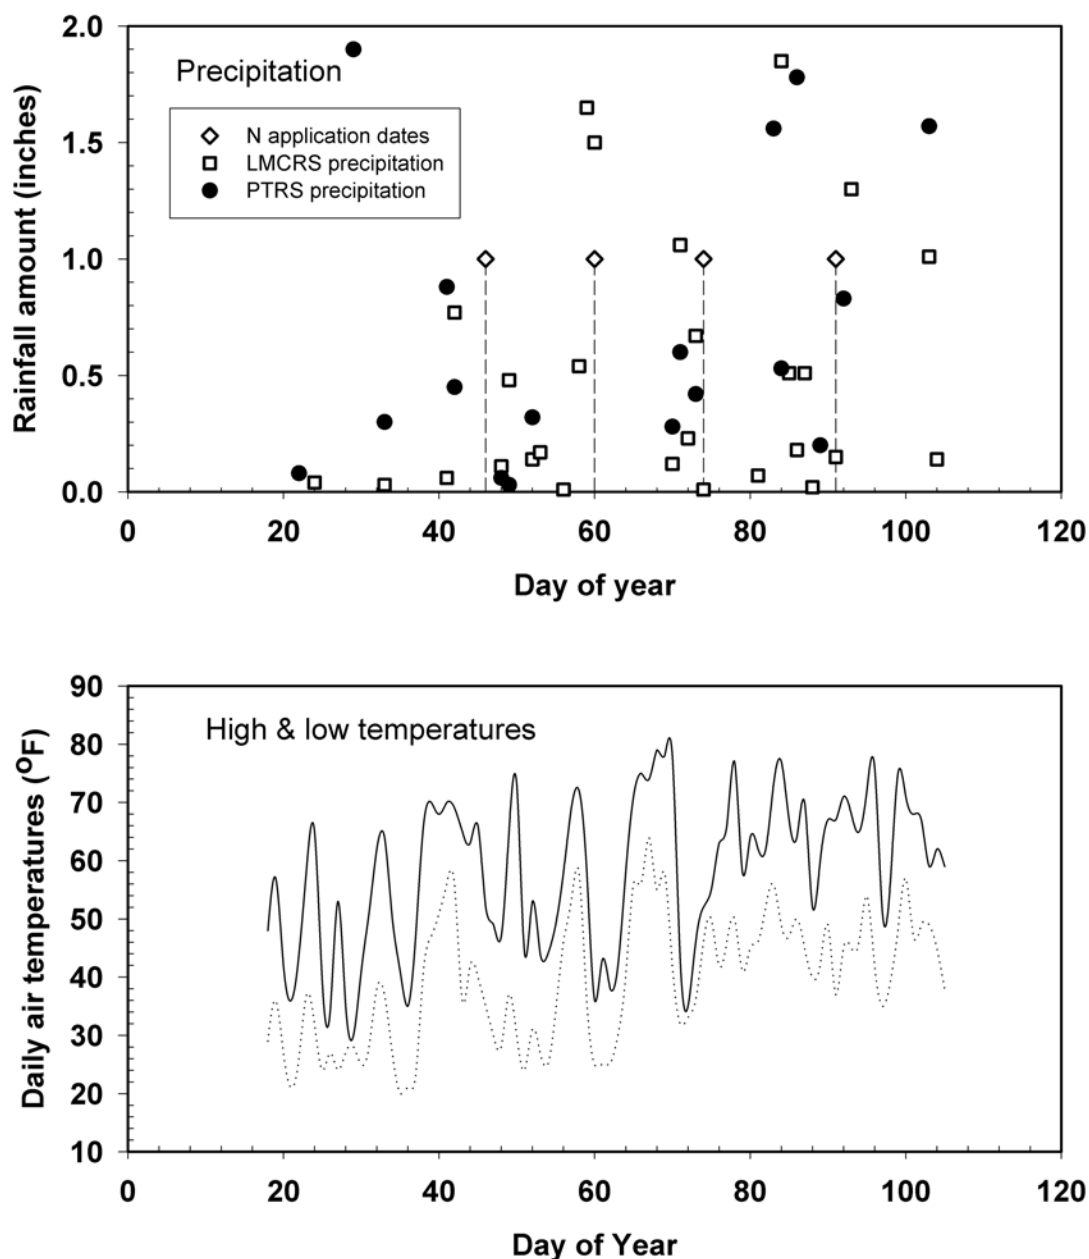 2.0
1.5
1.0
0.5
0.0
Rainfall amount (inches)
Precipitation
N application dates
LMCRS precipitation
PTRS precipitation
0 20 40 60 80 100 120
Day of year
90
80
70
60
50
40
30
20
10
Daily air temperatures (ºF)
High & low temperatures
0 20 40 60 80 100 120
Day of Year